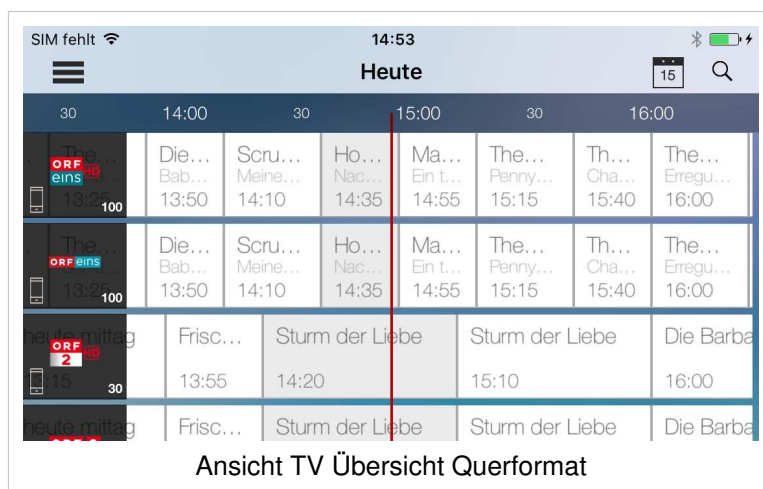 SIM fehlt 14:53
Heute 15
30 14:00 30 15:00 30 16:00
The... Die... Scru... Ho... Ma... The... Th... The...
ORF eins HD Bab... Meine... Nac... Ein t... Penny... Cha... Erregu...
13:25 100 13:50 14:10 14:35 14:55 15:15 15:40 16:00
The... Die... Scru... Ho... Ma... The... Th... The...
ORF eins Bab... Meine... Nac... Ein t... Penny... Cha... Erregu...
13:25 100 13:50 14:10 14:35 14:55 15:15 15:40 16:00
heute mittag Frisc... Sturm der Liebe Sturm der Liebe Die Barba
ORF 2 HD
13:15 30 13:55 14:20 15:10 16:00
heute mittag Frisc... Sturm der Liebe Sturm der Liebe Die Barba
ORF 2
Ansicht TV Übersicht Querformat